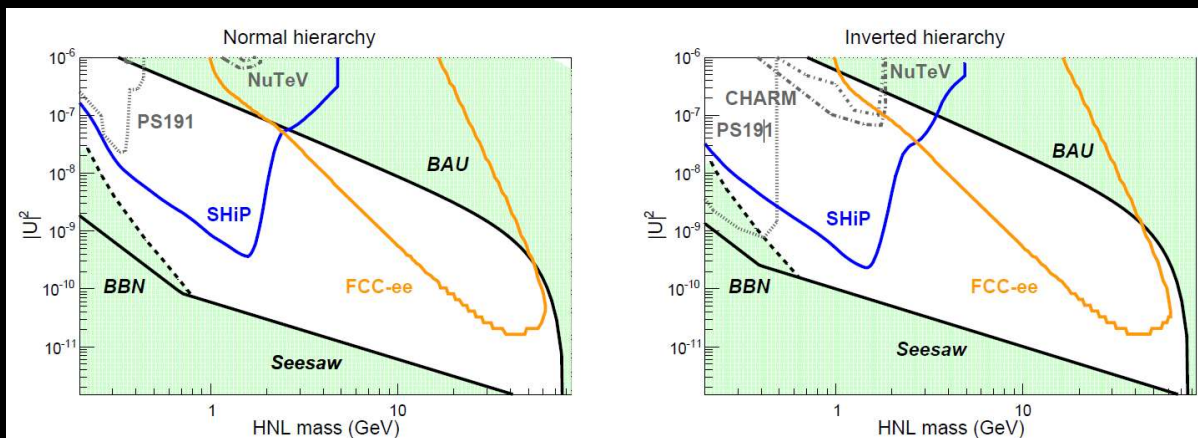 Normal hierarchy
10⁻⁶
10⁻⁷
10⁻⁸
10⁻⁹
10⁻¹⁰
10⁻¹¹
|U|²
NuTeV
PS191
BAU
SHiP
BBN
FCC-ee
Seesaw
1
10
HNL mass (GeV)
Inverted hierarchy
10⁻⁶
10⁻⁷
10⁻⁸
10⁻⁹
10⁻¹⁰
10⁻¹¹
|U|²
NuTeV
CHARM
PS191
BAU
SHiP
BBN
FCC-ee
Seesaw
1
10
HNL mass (GeV)